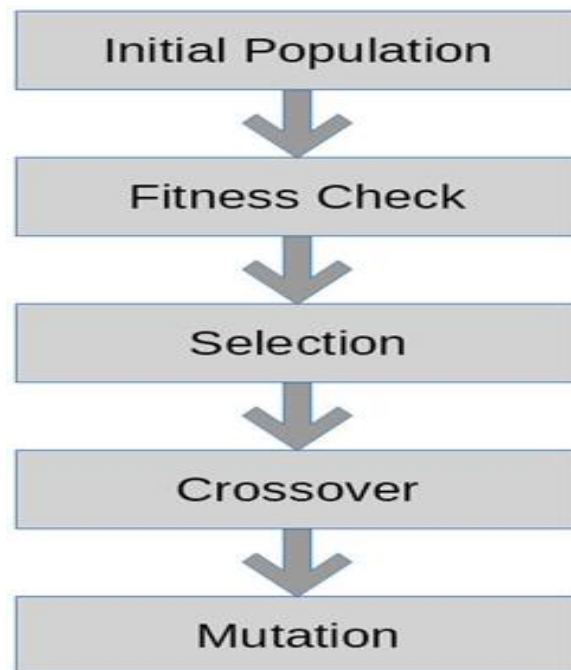 Initial Population
Fitness Check
Selection
Crossover
Mutation